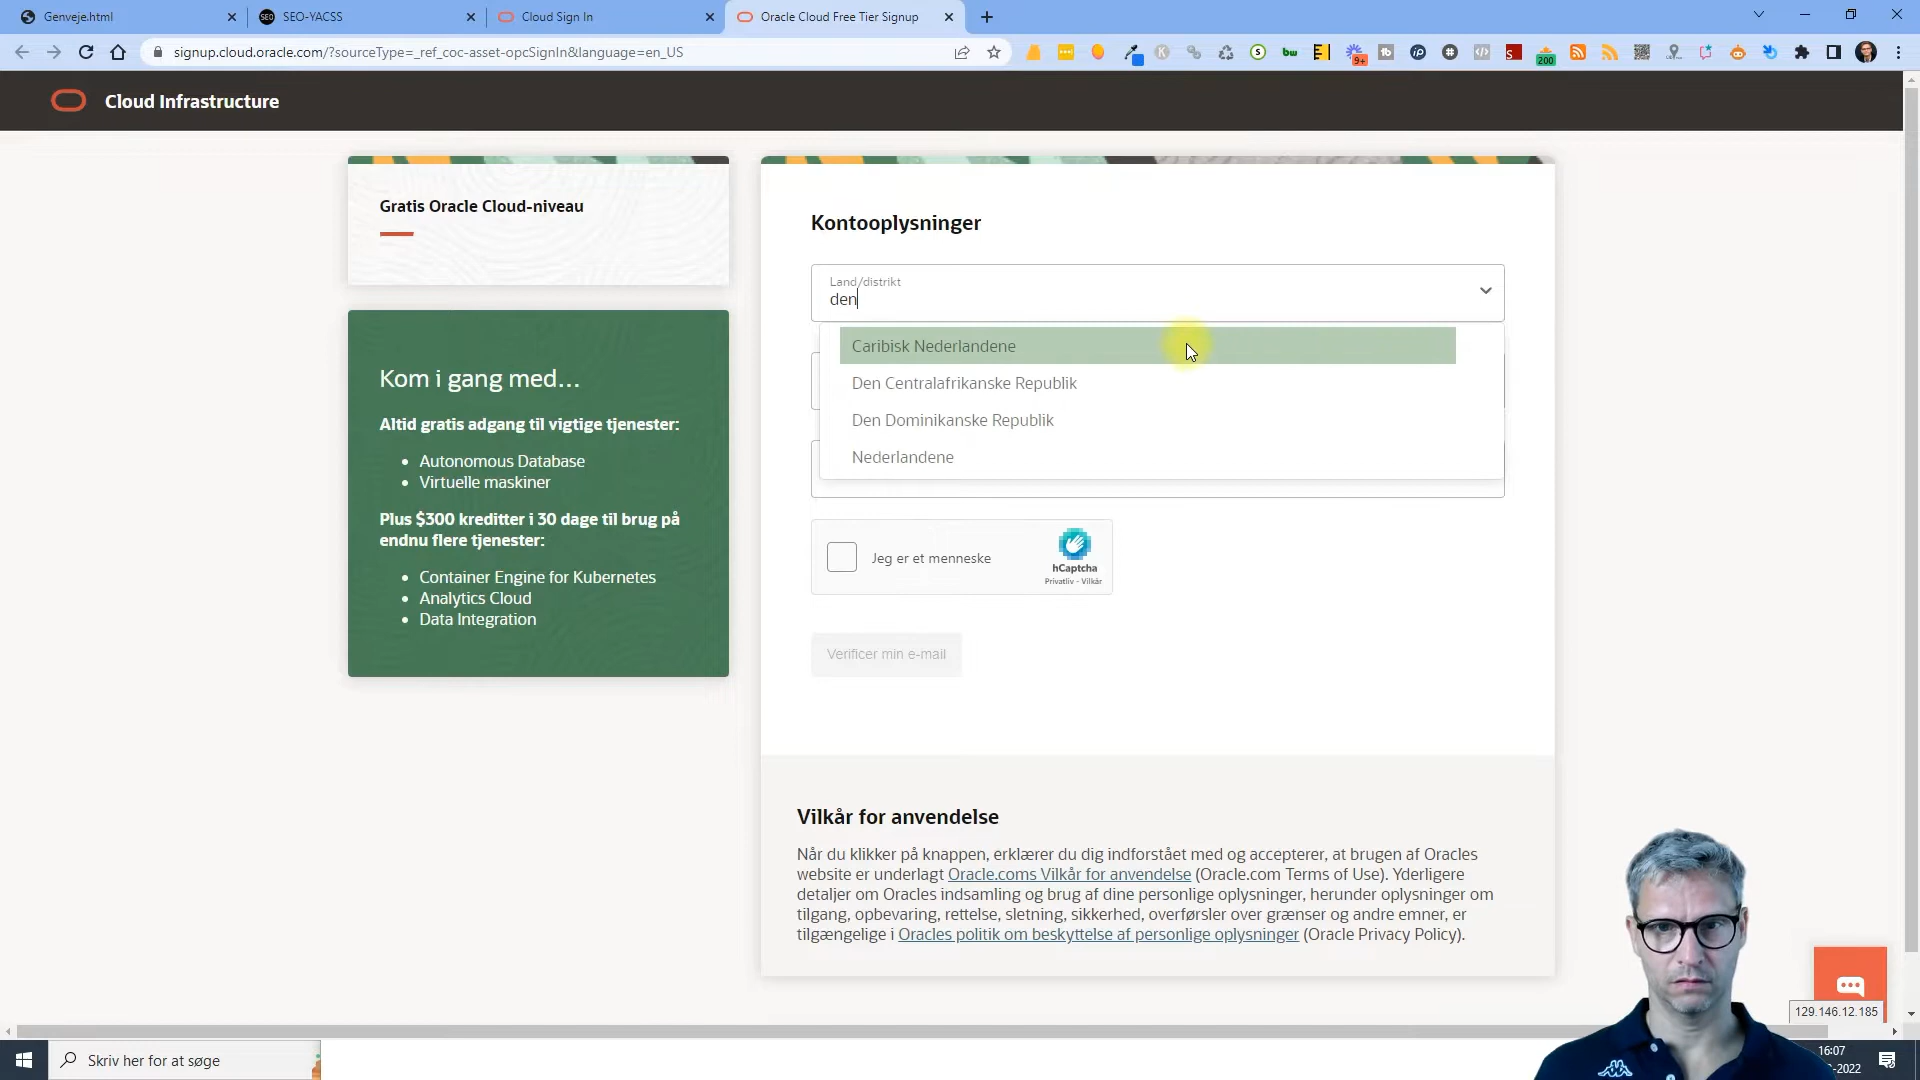 Genveje.html
SEO-YACSS
Cloud Sign In
Oracle Cloud Free Tier Signup
signup.cloud.oracle.com/?sourceType=_ref_coc-asset-opcSignIn&language=en_US
Cloud Infrastructure
Gratis Oracle Cloud-niveau
Kom i gang med...
Altid gratis adgang til vigtige tjenester:
Autonomous Database
Virtuelle maskiner
Plus $300 kreditter i 30 dage til brug på
endnu flere tjenester:
Container Engine for Kubernetes
Analytics Cloud
Data Integration
Kontooplysninger
Land/distrikt
den
Caribisk Nederlandene
Den Centralafrikanske Republik
Den Dominikanske Republik
Nederlandene
Jeg er et menneske
hCaptcha
Privatliv - Vilkår
Verificer min e-mail
Vilkår for anvendelse
Når du klikker på knappen, erklærer du dig indforstået med og accepterer, at brugen af Oracles
website er underlagt Oracle.coms Vilkår for anvendelse (Oracle.com Terms of Use). Yderligere
detaljer om Oracles indsamling og brug af dine personlige oplysninger, herunder oplysninger om
tilgang, opbevaring, rettelse, sletning, sikkerhed, overførsler over grænser og andre emner, er
tilgængelige i Oracles politik om beskyttelse af personlige oplysninger (Oracle Privacy Policy).
129.146.12.185
Skriv her for at søge
16:07
-2022